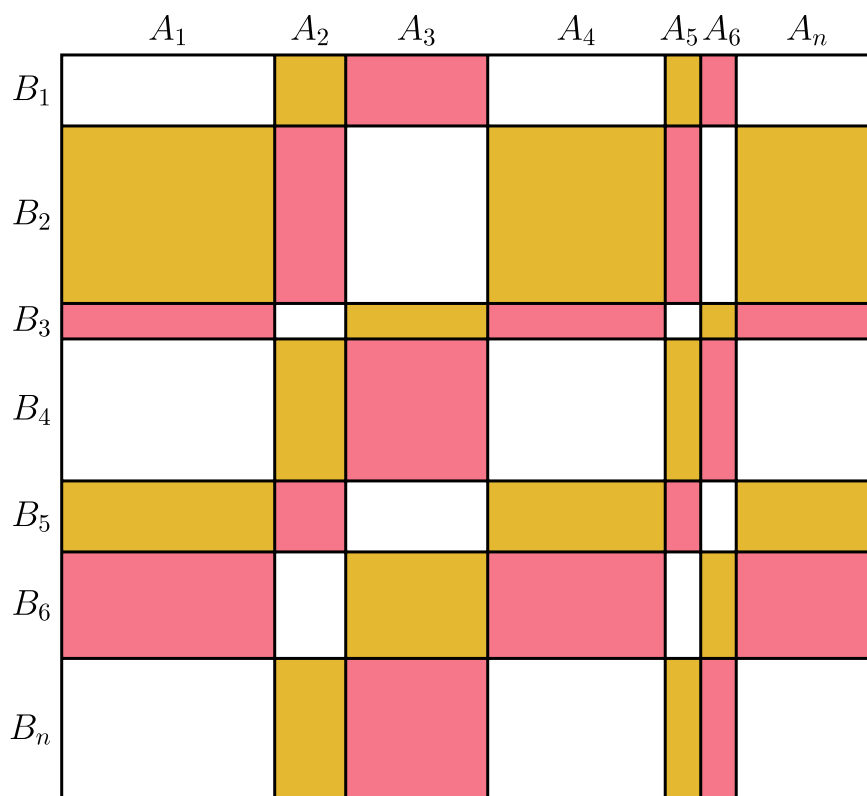 A₁ A₂ A₃ A₄ A₅ A₆ Aₙ
B₁
B₂
B₃
B₄
B₅
B₆
Bₙ